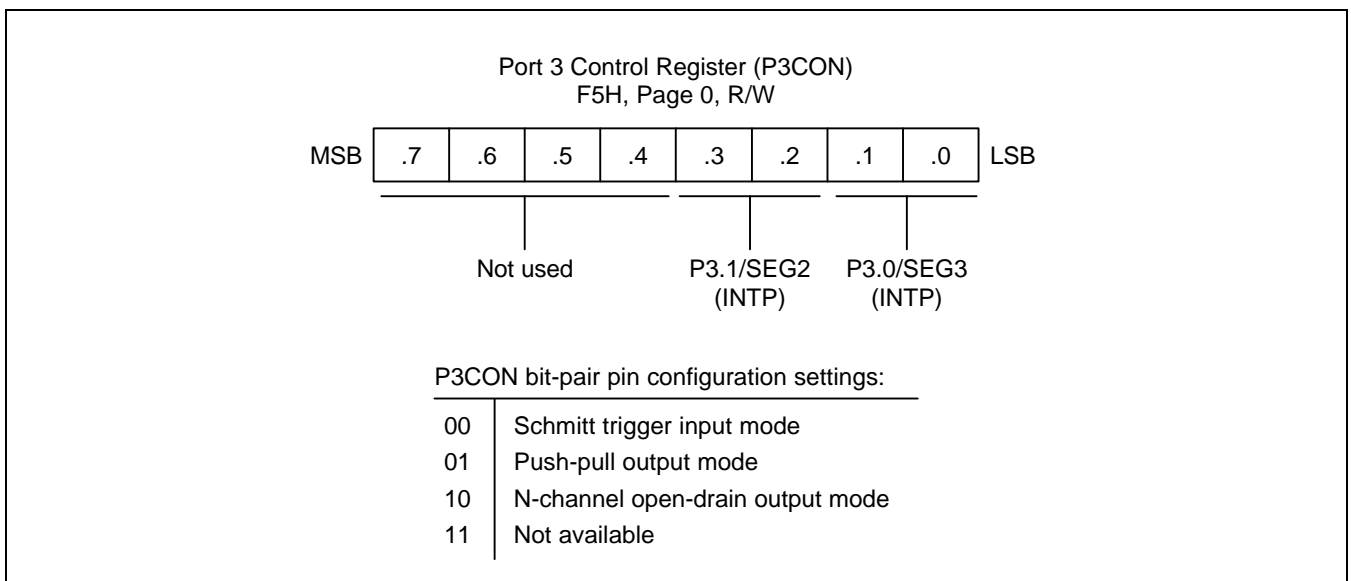 Port 3 Control Register (P3CON)
F5H, Page 0, R/W
MSB .7 .6 .5 .4 .3 .2 .1 .0 LSB
Not used P3.1/SEG2 P3.0/SEG3
(INTP) (INTP)
P3CON bit-pair pin configuration settings:
00 Schmitt trigger input mode
01 Push-pull output mode
10 N-channel open-drain output mode
11 Not available